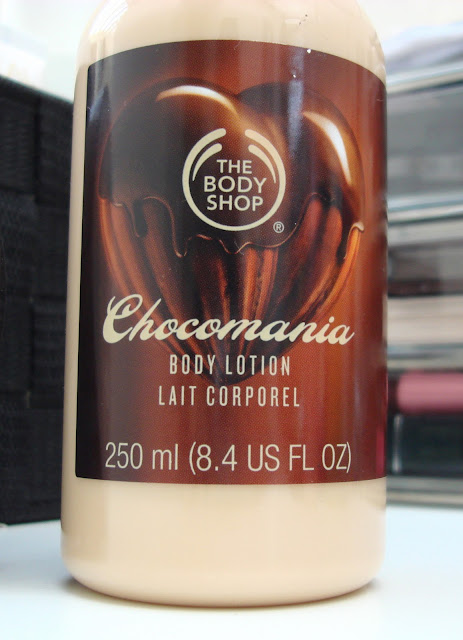 THE
BODY
SHOP
®
Chocomania
BODY LOTION
LAIT CORPOREL
250 ml (8.4 US FL OZ)